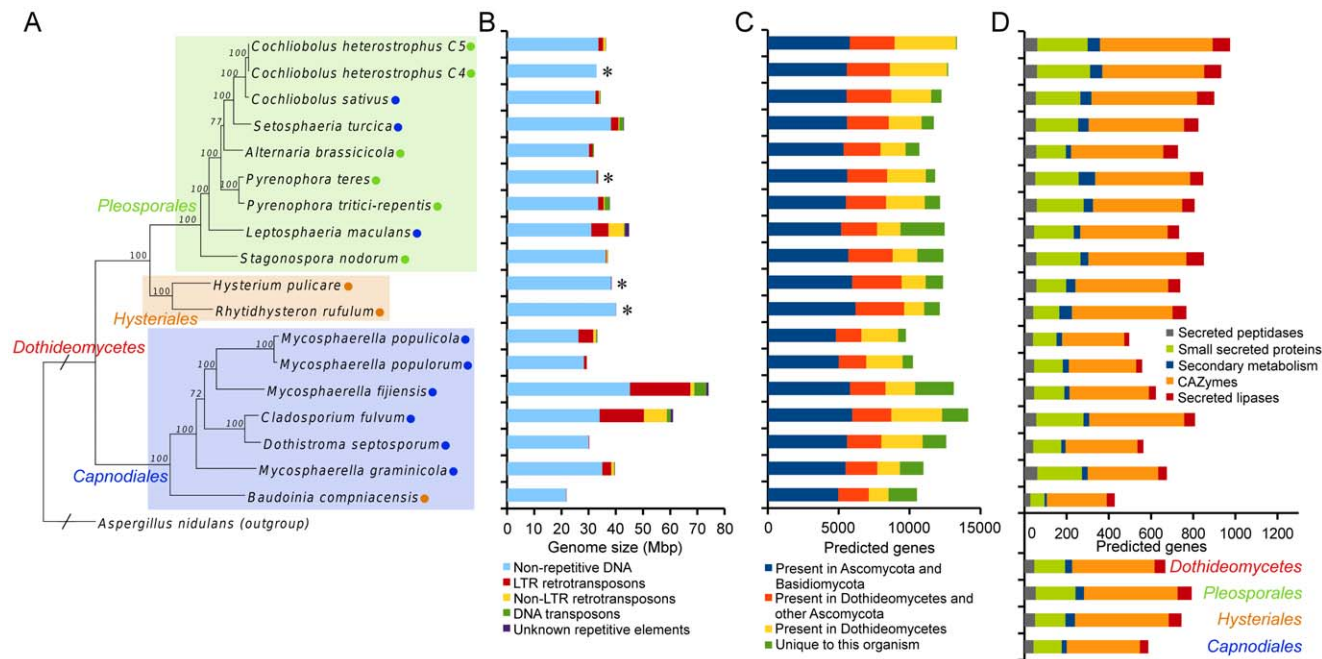 A
B
C
D
Cochliobolus heterostrophus C5
Cochliobolus heterostrophus C4
Cochliobolus sativus
Setosphaeria turcica
Alternaria brassicicola
Pyrenophora teres
Pyrenophora tritici-repentis
Leptosphaeria maculans
Stagonospora nodorum
Hysterium pulicare
Rhytidhysteron rufulum
Mycosphaerella populicola
Mycosphaerella populorum
Mycosphaerella fijiensis
Cladosporium fulvum
Dothistroma septosporum
Mycosphaerella graminicola
Baudoinia compniacensis
Aspergillus nidulans (outgroup)
Pleosporales
Hysteriales
Dothideomycetes
Capnodiales
100
100
100
77
100
100
100
100
100
100
100
100
100
72
100
100
*
*
*
*
0 10 20 30 40 50 60 70 80
Genome size (Mbp)
Non-repetitive DNA
LTR retrotransposons
Non-LTR retrotransposons
DNA transposons
Unknown repetitive elements
0 5000 10000 15000
Predicted genes
Present in Ascomycota and
Basidiomycota
Present in Dothideomycetes and
other Ascomycota
Present in Dothideomycetes
Unique to this organism
Secreted peptidases
Small secreted proteins
Secondary metabolism
CAZymes
Secreted lipases
0 200 400 600 800 1000 1200
Predicted genes
Dothideomycetes
Pleosporales
Hysteriales
Capnodiales